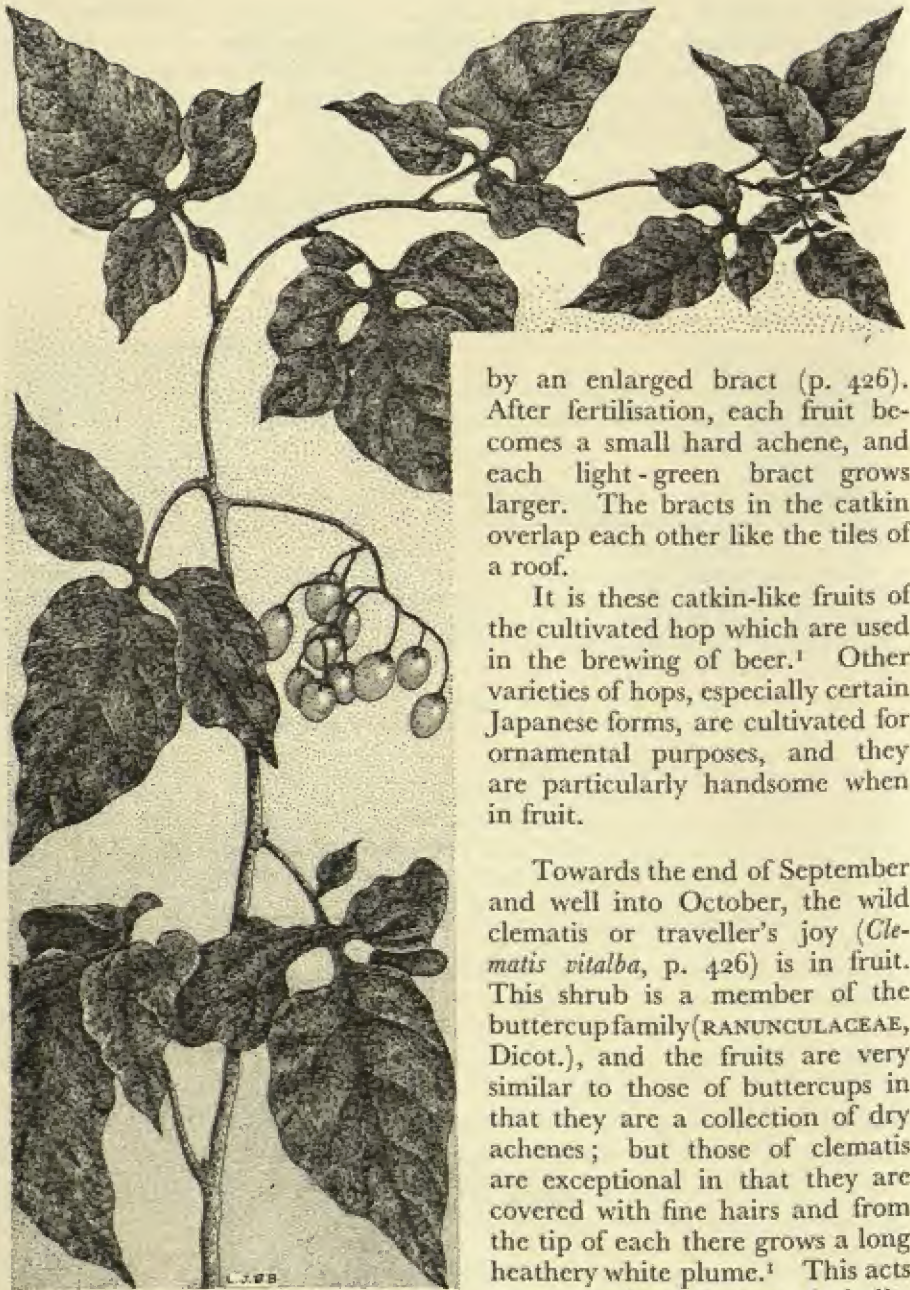 by an enlarged bract (p. 426).
After fertilisation, each fruit be-
comes a small hard achene, and
each light-green bract grows
larger. The bracts in the catkin
overlap each other like the tiles of
a roof.
It is these catkin-like fruits of
the cultivated hop which are used
in the brewing of beer.¹ Other
varieties of hops, especially certain
Japanese forms, are cultivated for
ornamental purposes, and they
are particularly handsome when
in fruit.
Towards the end of September
and well into October, the wild
clematis or traveller's joy (Cle-
matis vitalba, p. 426) is in fruit.
This shrub is a member of the
buttercup family (RANUNCULACEAE,
Dicot.), and the fruits are very
similar to those of buttercups in
that they are a collection of dry
achenes; but those of clematis
are exceptional in that they are
covered with fine hairs and from
the tip of each there grows a long
heathery white plume.¹ This acts